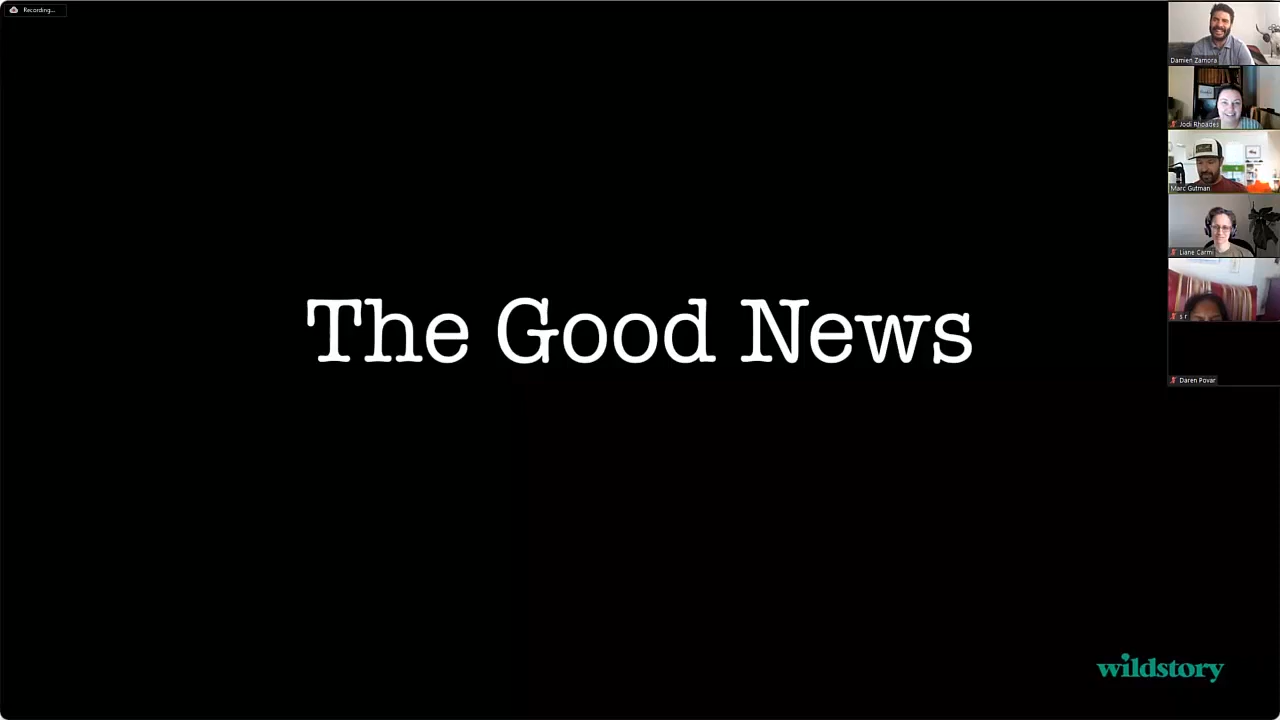 Recording...
The Good News
Damien Zamora
Jodi Rhoades
Marc Gutman
Liane Carmi
s r
Daren Povar
wildstory